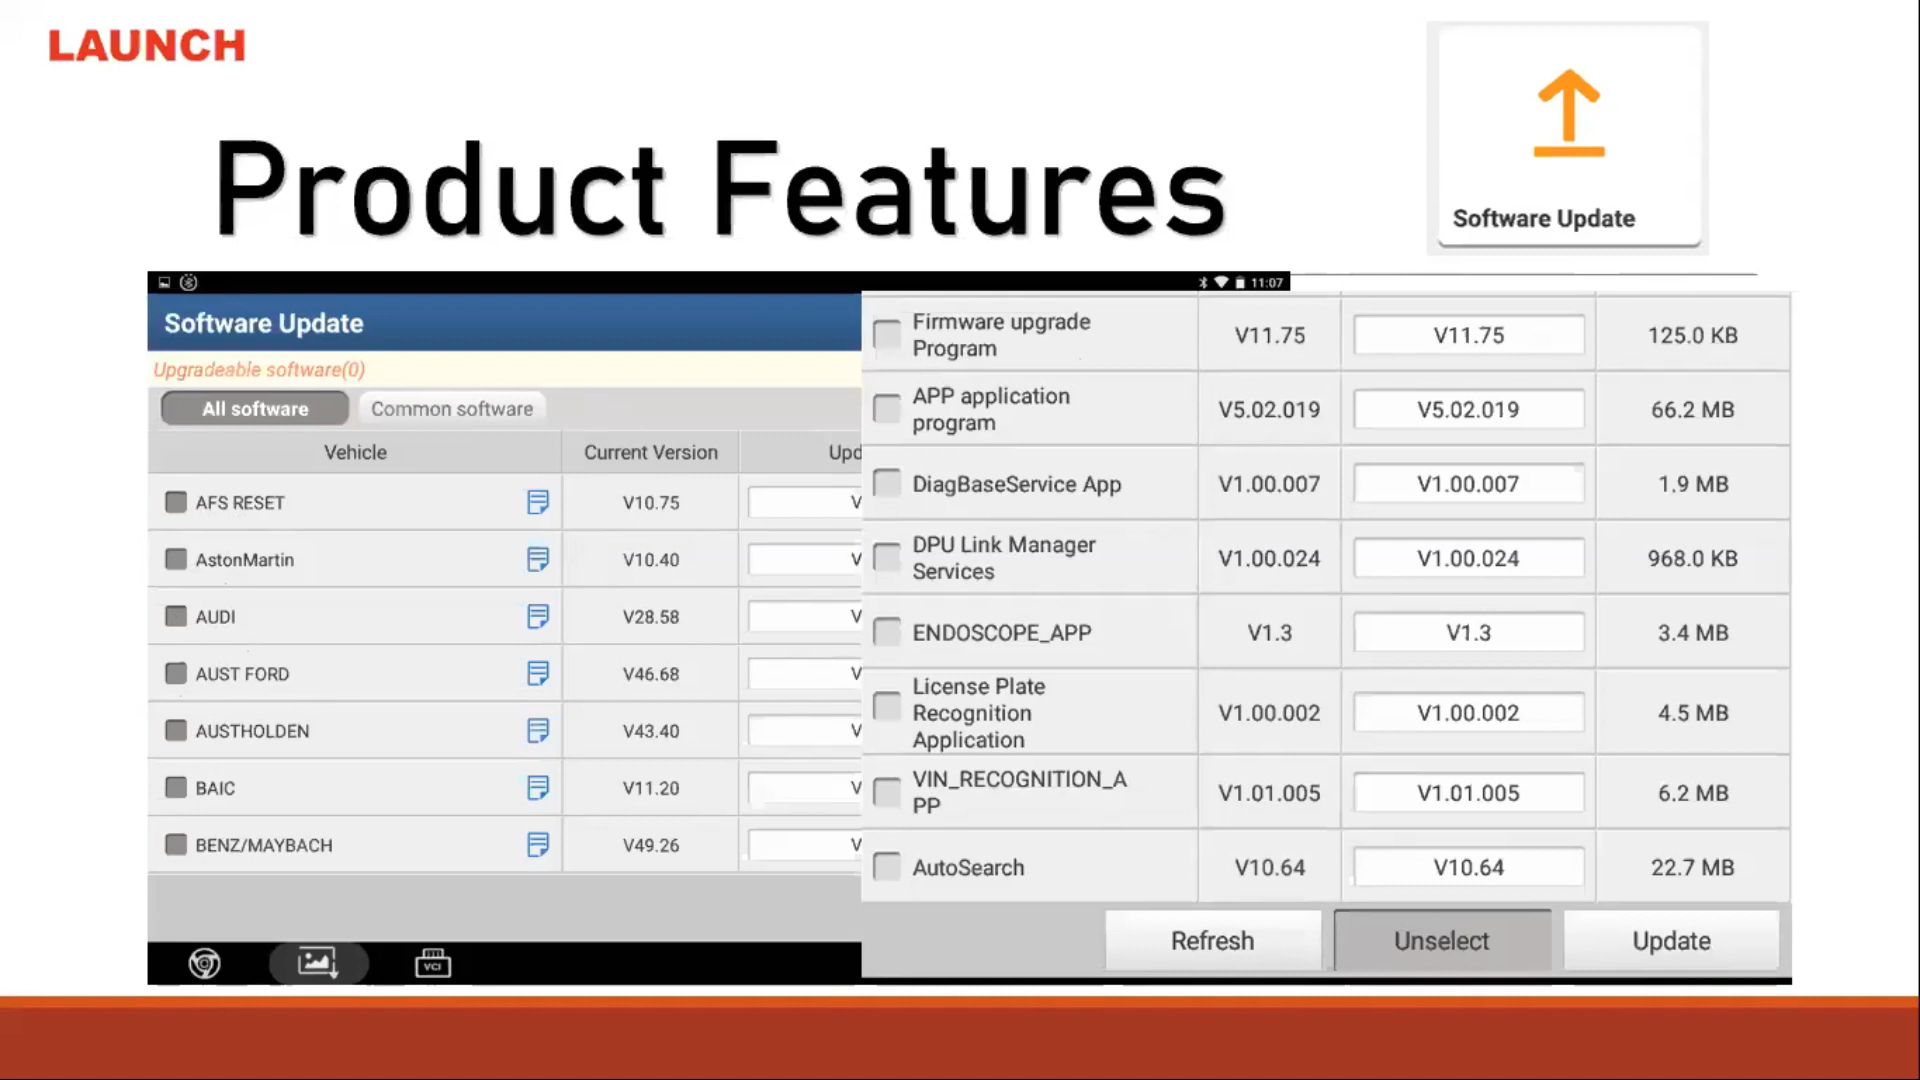 LAUNCH
Software Update
Product Features
11:07
Software Update
Upgradeable software(0)
All software
Common software
Vehicle
Current Version
Upd
AFS RESET
V10.75
V
AstonMartin
V10.40
V
AUDI
V28.58
V
AUST FORD
V46.68
V
AUSTHOLDEN
V43.40
V
BAIC
V11.20
V
BENZ/MAYBACH
V49.26
V
VCI
Firmware upgrade
Program
V11.75
V11.75
125.0 KB
APP application
program
V5.02.019
V5.02.019
66.2 MB
DiagBaseService App
V1.00.007
V1.00.007
1.9 MB
DPU Link Manager
Services
V1.00.024
V1.00.024
968.0 KB
ENDOSCOPE_APP
V1.3
V1.3
3.4 MB
License Plate
Recognition
Application
V1.00.002
V1.00.002
4.5 MB
VIN_RECOGNITION_A
PP
V1.01.005
V1.01.005
6.2 MB
AutoSearch
V10.64
V10.64
22.7 MB
Refresh
Unselect
Update